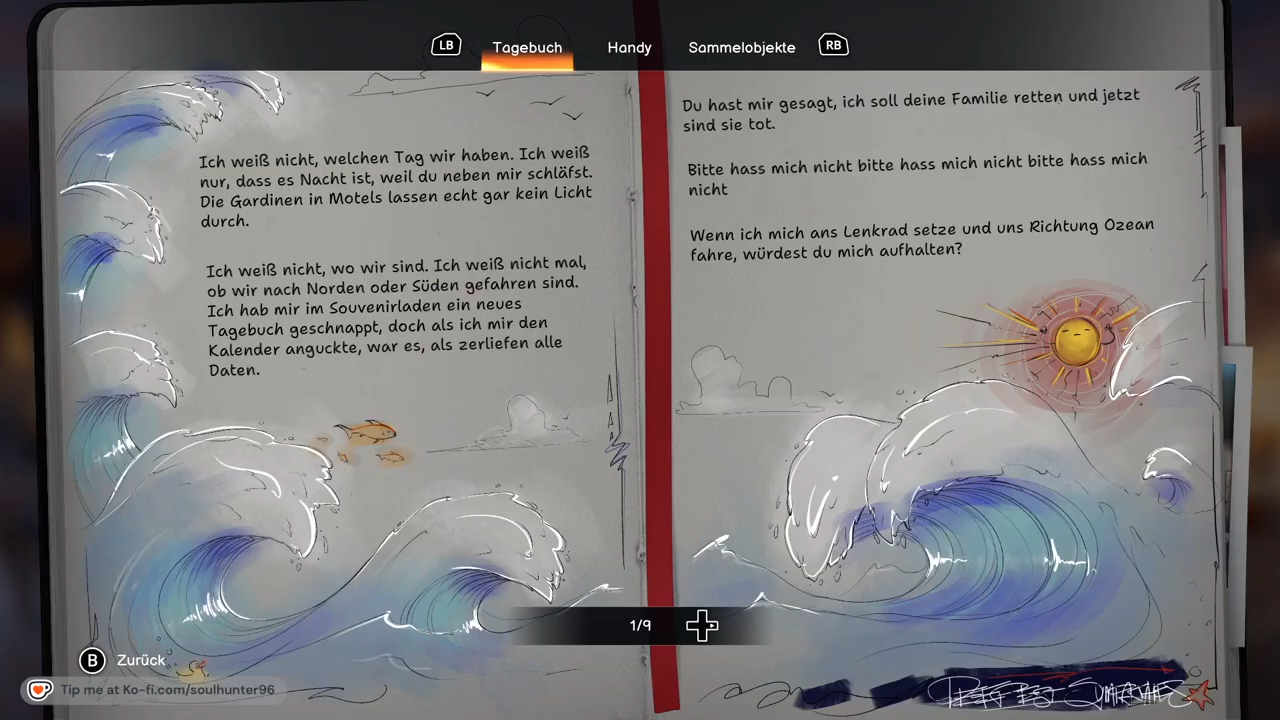 LB Tagebuch Handy Sammelobjekte RB
Ich weiß nicht, welchen Tag wir haben. Ich weiß
nur, dass es Nacht ist, weil du neben mir schläfst.
Die Gardinen in Motels lassen echt gar kein Licht
durch.
Ich weiß nicht, wo wir sind. Ich weiß nicht mal,
ob wir nach Norden oder Süden gefahren sind.
Ich hab mir im Souvenirladen ein neues
Tagebuch geschnappt, doch als ich mir den
Kalender anguckte, war es, als zerliefen alle
Daten.
Du hast mir gesagt, ich soll deine Familie retten und jetzt
sind sie tot.
Bitte hass mich nicht bitte hass mich nicht bitte hass mich
nicht
Wenn ich mich ans Lenkrad setze und uns Richtung Ozean
fahre, würdest du mich aufhalten?
1/9
B Zurück
Tip me at Ko-fi.com/soulhunter96